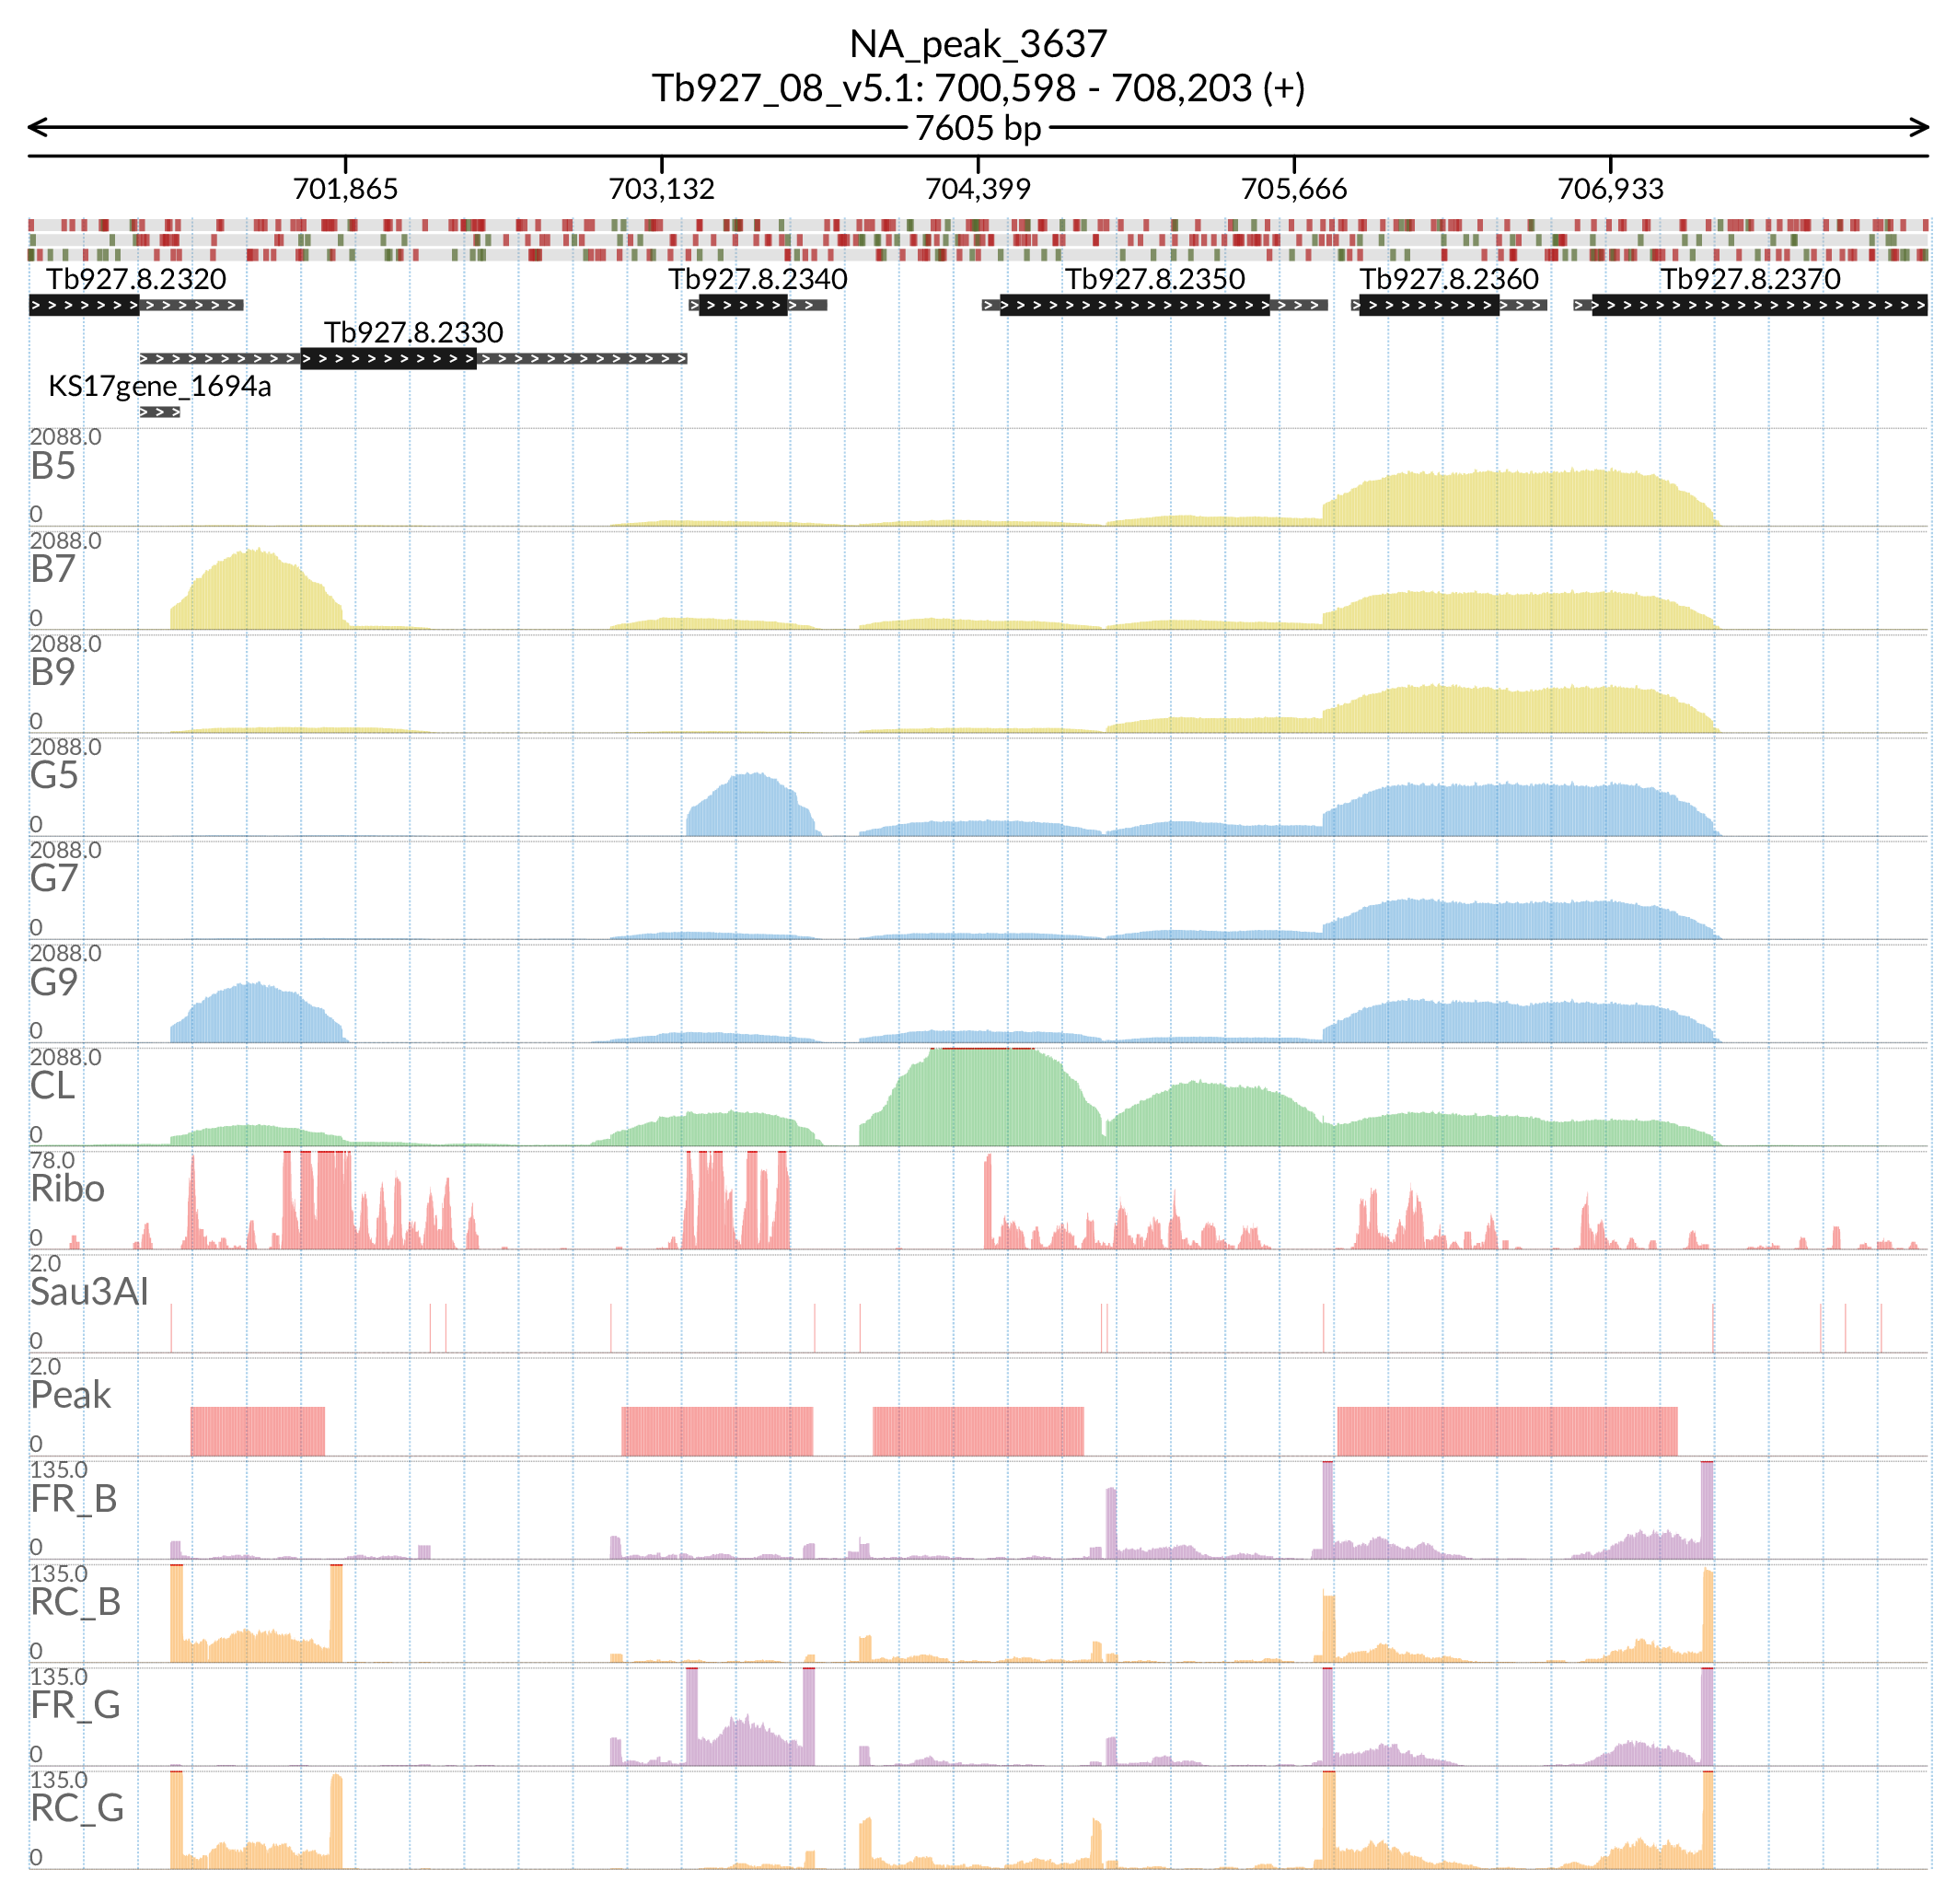 NA_peak_3637
Tb927_08_v5.1: 700,598 - 708,203 (+)
7605 bp
701,865 703,132 704,399 705,666 706,933
Tb927.8.2320 Tb927.8.2340 Tb927.8.2350 Tb927.8.2360 Tb927.8.2370
Tb927.8.2330
KS17gene_1694a
2088.0
B5
0
2088.0
B7
0
2088.0
B9
0
2088.0
G5
0
2088.0
G7
0
2088.0
G9
0
2088.0
CL
0
78.0
Ribo
0
2.0
Sau3AI
0
2.0
Peak
0
135.0
FR_B
0
135.0
RC_B
0
135.0
FR_G
0
135.0
RC_G
0